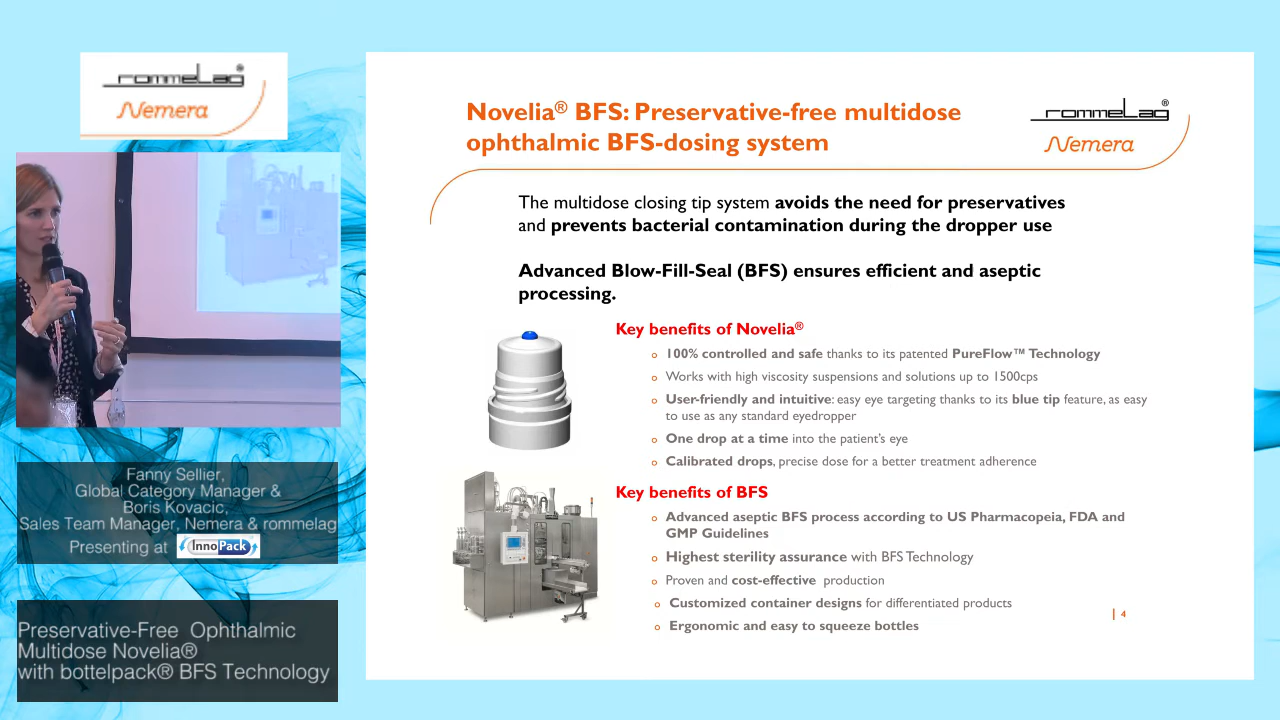 rommelag®
Nemera
Fanny Sellier,
Global Category Manager &
Boris Kovacic,
Sales Team Manager, Nemera & rommelag
Presenting at InnoPack
Preservative-Free Ophthalmic
Multidose Novelia®
with bottelpack® BFS Technology
Novelia® BFS: Preservative-free multidose
ophthalmic BFS-dosing system
rommelag®
Nemera
The multidose closing tip system avoids the need for preservatives
and prevents bacterial contamination during the dropper use
Advanced Blow-Fill-Seal (BFS) ensures efficient and aseptic
processing.
Key benefits of Novelia®
100% controlled and safe thanks to its patented PureFlow™ Technology
Works with high viscosity suspensions and solutions up to 1500cps
User-friendly and intuitive: easy eye targeting thanks to its blue tip feature, as easy
to use as any standard eyedropper
One drop at a time into the patient's eye
Calibrated drops, precise dose for a better treatment adherence
Key benefits of BFS
Advanced aseptic BFS process according to US Pharmacopeia, FDA and
GMP Guidelines
Highest sterility assurance with BFS Technology
Proven and cost-effective production
Customized container designs for differentiated products
Ergonomic and easy to squeeze bottles
| 4